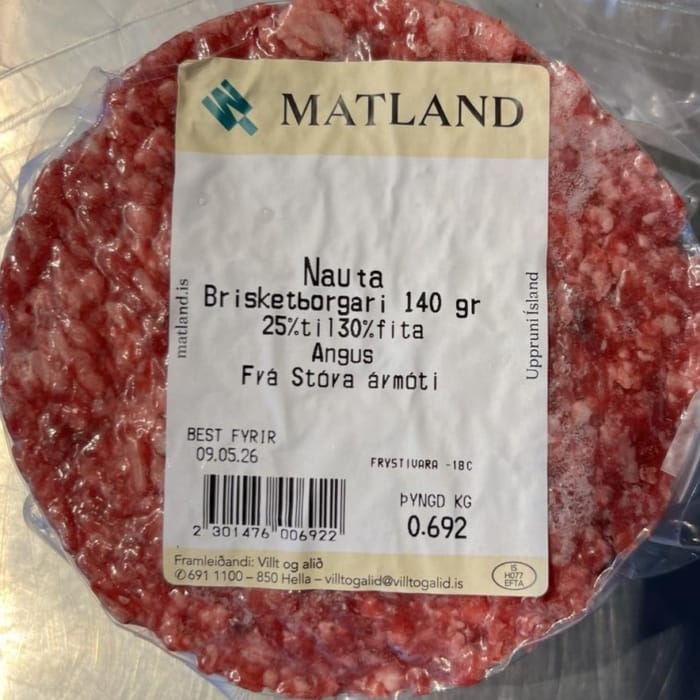 MATLAND
Nauta
Brisketborgari 140 gr
25%til30%fita
Angus
Frá Stóra ármóti
matland.is
Uppruni Ísland
BEST FYRIR
09.05.26
FRYSTIVARA -18C
ÞYNGD KG
0.692
2 301476 006922
Framleiðandi: Villt og alið
✆691 1100 – 850 Hella – villtogalid@villtogalid.is
IS
H077
EFTA